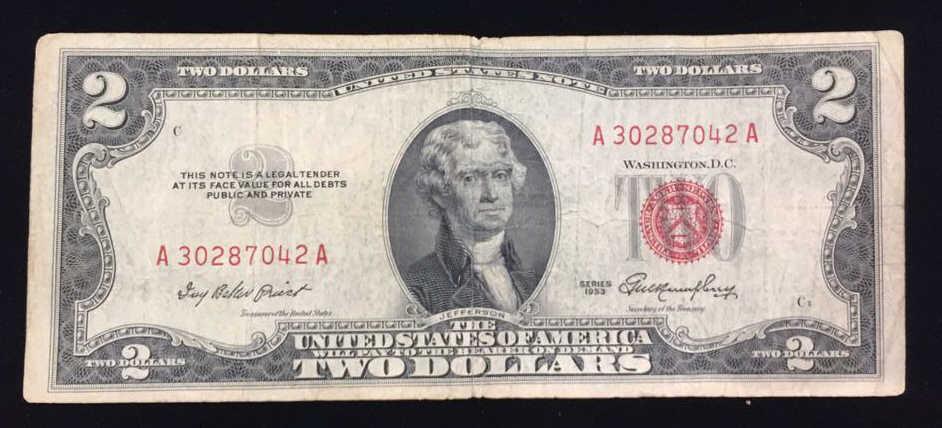 2 TWO DOLLARS UNITED STATES NOTE TWO DOLLARS 2
C
A 30287042 A
WASHINGTON, D.C.
THIS NOTE IS A LEGAL TENDER
AT ITS FACE VALUE FOR ALL DEBTS
PUBLIC AND PRIVATE
2
TWO
A 30287042 A
SERIES
1953
Ivy Baker Priest
Treasurer of the United States
G M Humphrey
Secretary of the Treasury
JEFFERSON
THE
UNITED STATES OF AMERICA
WILL PAY TO THE BEARER ON DEMAND
TWO DOLLARS
TWO DOLLARS
2
TWO DOLLARS
2